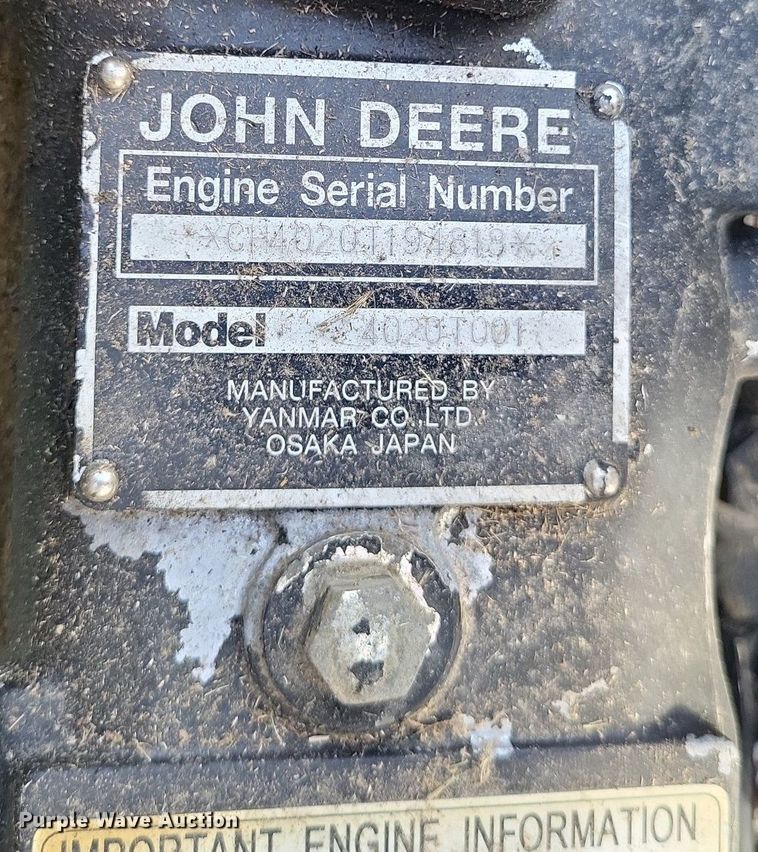 JOHN DEERE
Engine Serial Number
Model 4020T001
MANUFACTURED BY
YANMAR CO.LTD.
OSAKA JAPAN
IMPORTANT ENGINE INFORMATION
Purple Wave Auction